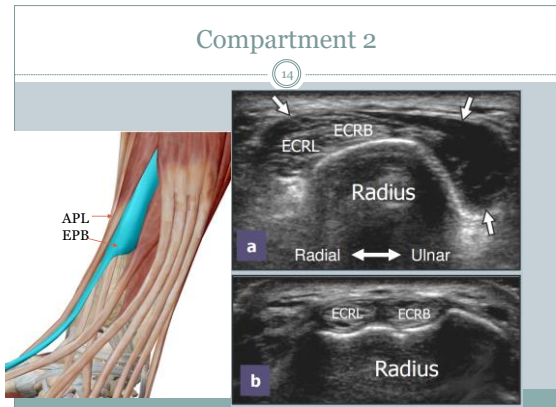 Compartment 2
14
APL
EPB
ECRB
ECRL
Radius
a
Radial Ulnar
ECRL ECRB
Radius
b